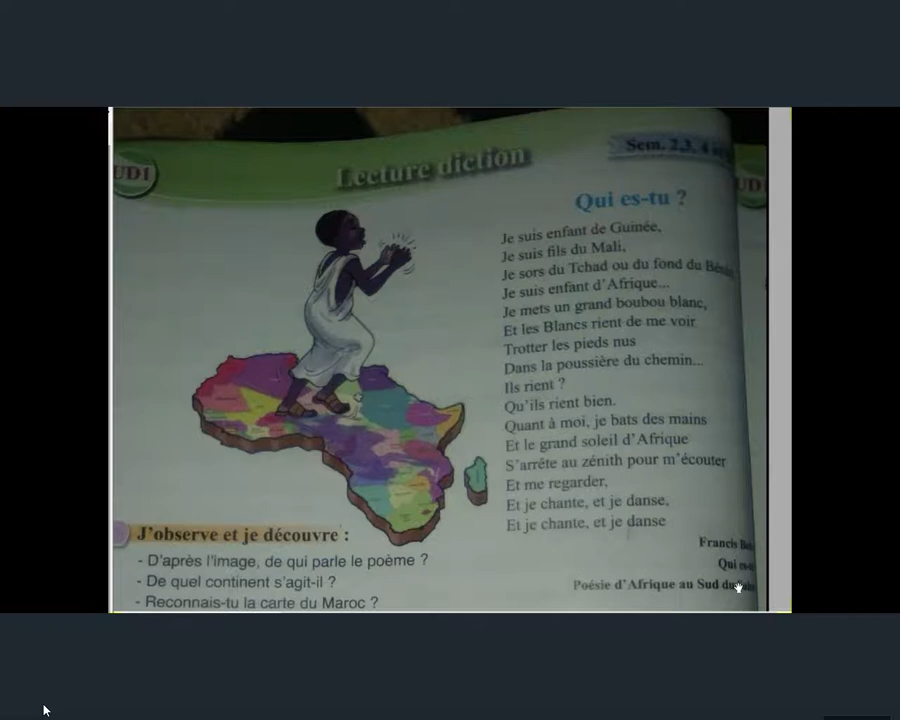 UD1
Lecture diction
Sem. 2,3, 4
UD1
Qui es-tu ?
Je suis enfant de Guinée,
Je suis fils du Mali,
Je sors du Tchad ou du fond du
Je suis enfant d'Afrique...
Je mets un grand boubou blanc,
Et les Blancs rient de me voir
Trotter les pieds nus
Dans la poussière du chemin...
Ils rient ?
Qu'ils rient bien.
Quant à moi, je bats des mains
Et le grand soleil d'Afrique
S'arrête au zénith pour m'écouter
Et me regarder,
Et je chante, et je danse,
Et je chante, et je danse
Francis
Qui
Poésie d'Afrique au Sud du
J'observe et je découvre :
- D'après l'image, de qui parle le poème ?
- De quel continent s'agit-il ?
- Reconnais-tu la carte du Maroc ?